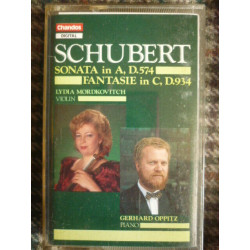 Chandos
DIGITAL
SCHUBERT
SONATA in A, D.574
FANTASIE in C, D.934
LYDIA MORDKOVITCH
VIOLIN
GERHARD OPPITZ
PIANO